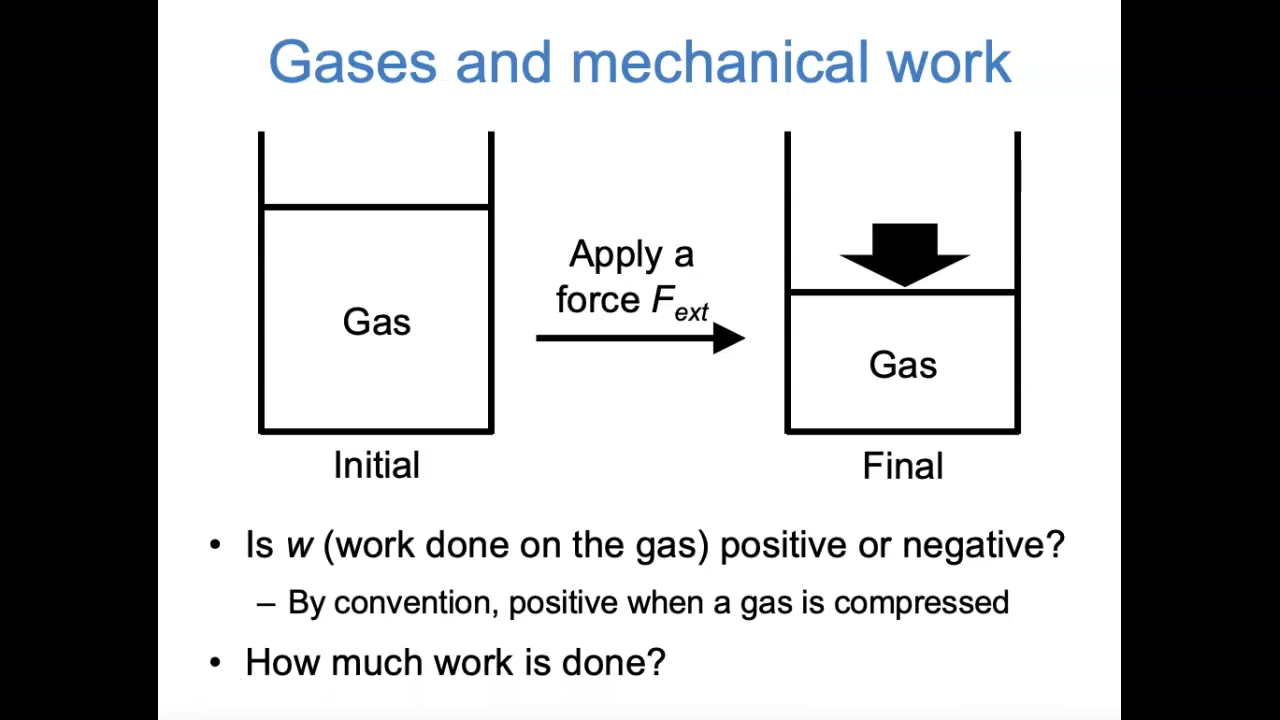 Gases and mechanical work
Gas
Initial
Apply a
force F_ext
Gas
Final
• Is w (work done on the gas) positive or negative?
– By convention, positive when a gas is compressed
• How much work is done?